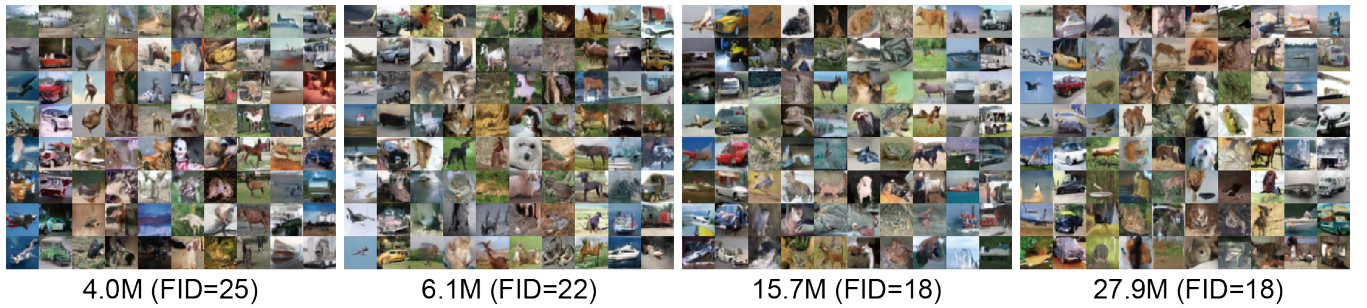 4.0M (FID=25)
6.1M (FID=22)
15.7M (FID=18)
27.9M (FID=18)